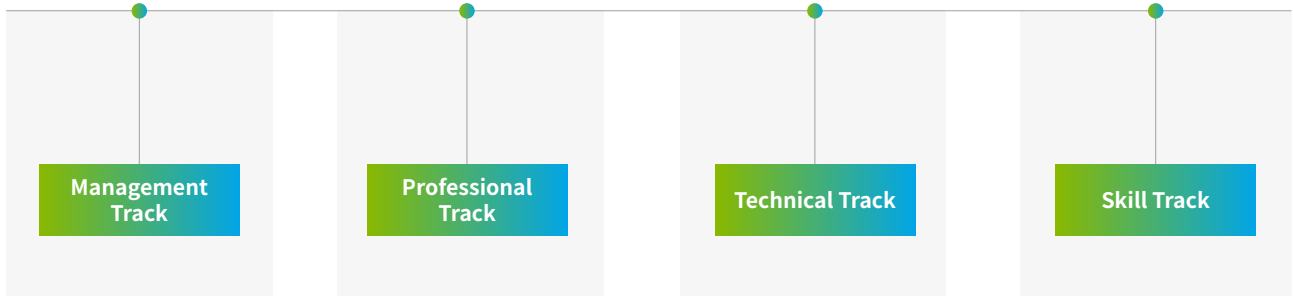 Management
Track
Professional
Track
Technical Track
Skill Track